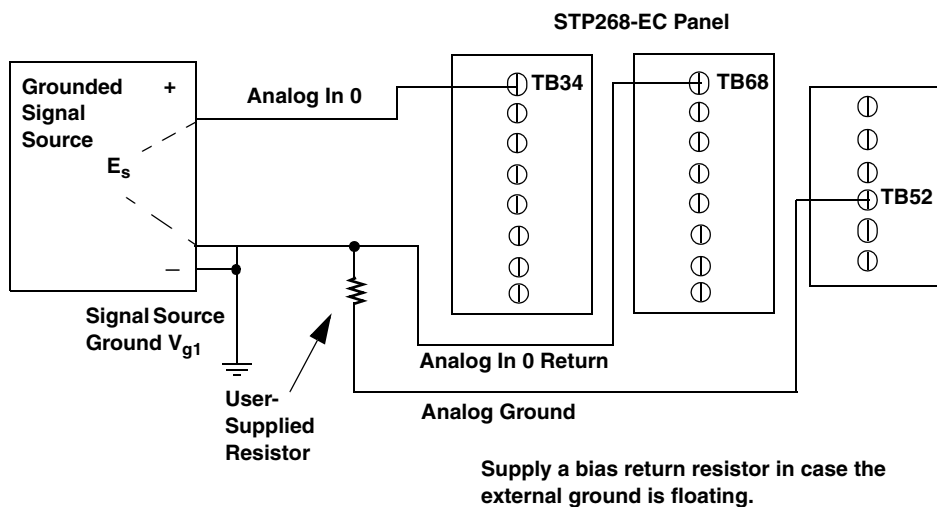 STP268-EC Panel
Grounded
Signal
Source
+
Es
–
Analog In 0
TB34
TB68
TB52
Signal Source
Ground Vg1
User-
Supplied
Resistor
Analog In 0 Return
Analog Ground
Supply a bias return resistor in case the
external ground is floating.